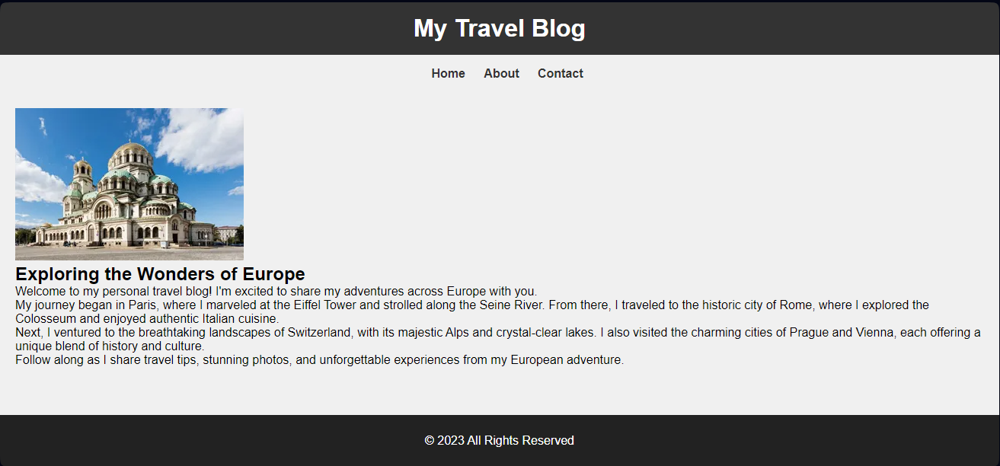 My Travel Blog
Home About Contact
Exploring the Wonders of Europe
Welcome to my personal travel blog! I'm excited to share my adventures across Europe with you.
My journey began in Paris, where I marveled at the Eiffel Tower and strolled along the Seine River. From there, I traveled to the historic city of Rome, where I explored the
Colosseum and enjoyed authentic Italian cuisine.
Next, I ventured to the breathtaking landscapes of Switzerland, with its majestic Alps and crystal-clear lakes. I also visited the charming cities of Prague and Vienna, each offering a
unique blend of history and culture.
Follow along as I share travel tips, stunning photos, and unforgettable experiences from my European adventure.
© 2023 All Rights Reserved